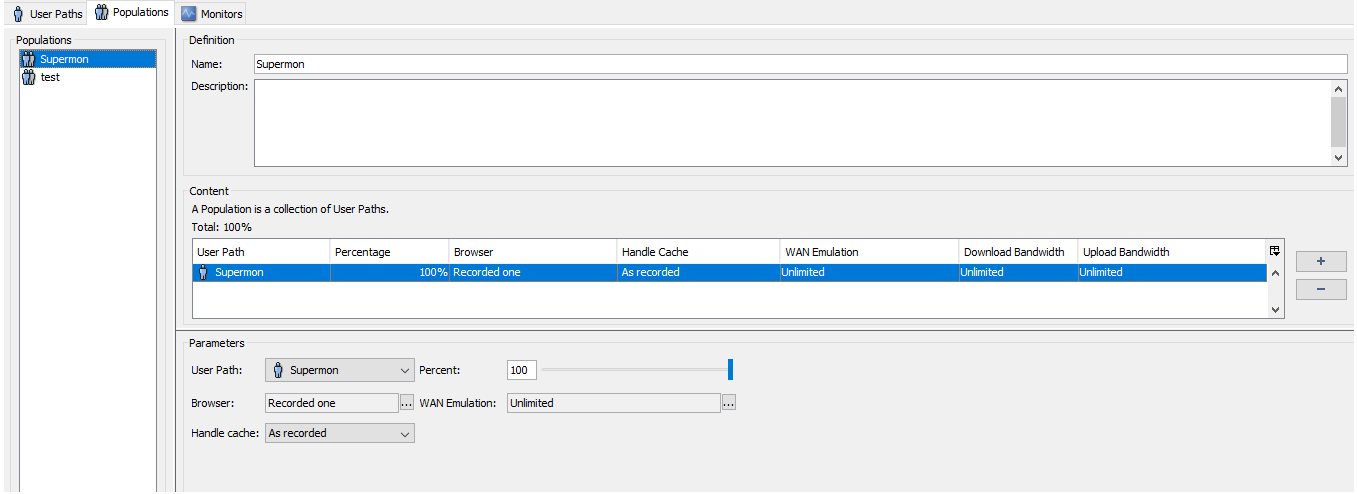 User Paths Populations Monitors
Populations
Supermon
test
Definition
Name: Supermon
Description:
Content
A Population is a collection of User Paths.
Total: 100%
User Path Percentage Browser Handle Cache WAN Emulation Download Bandwidth Upload Bandwidth
Supermon 100% Recorded one As recorded Unlimited Unlimited Unlimited
+
−
Parameters
User Path: Supermon Percent: 100
Browser: Recorded one ... WAN Emulation: Unlimited ...
Handle cache: As recorded